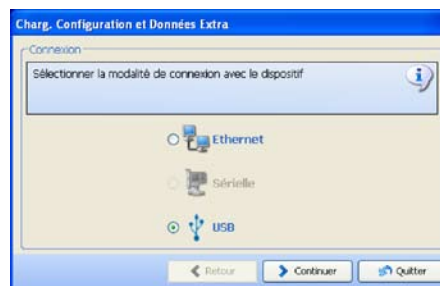 Charg. Configuration et Données Extra
Connexion
Sélectionner la modalité de connexion avec le dispositif
Ethernet
Sérielle
USB
Retour
Continuer
Quitter